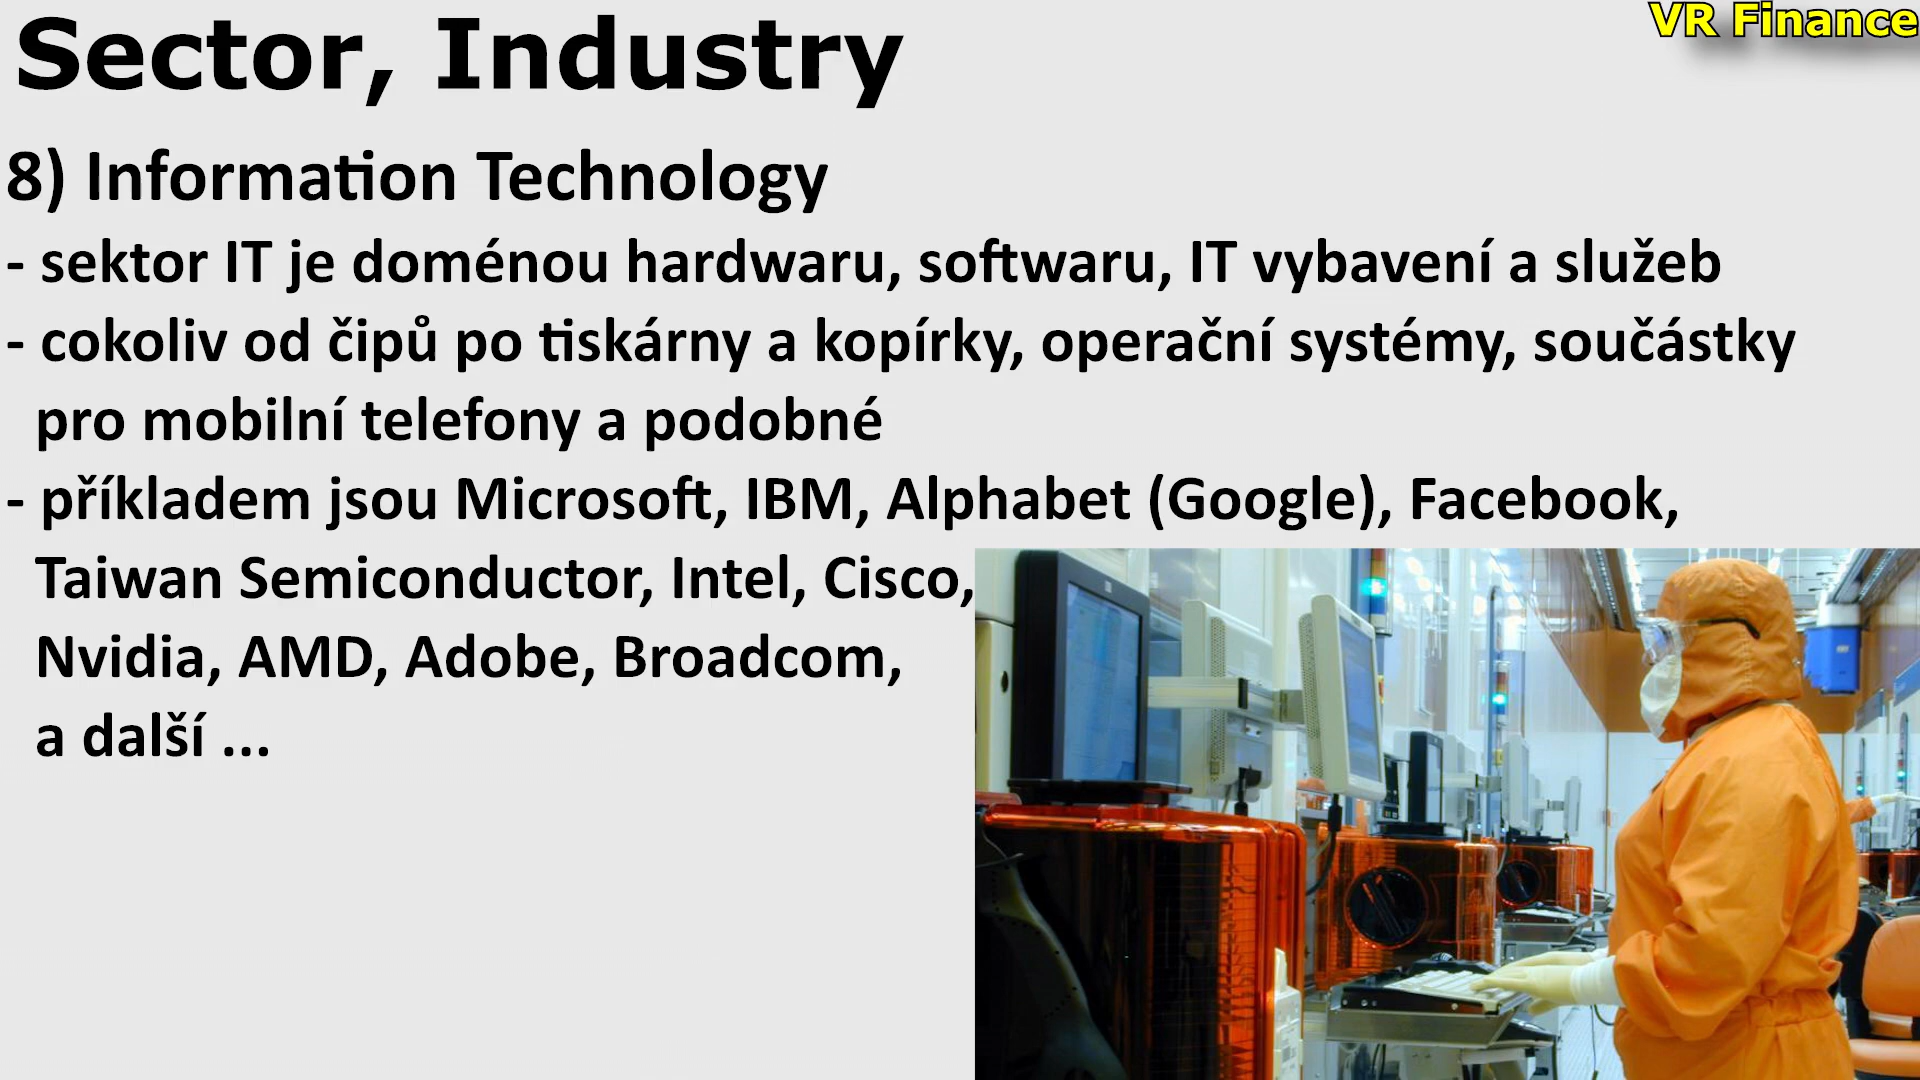 Sector, Industry
VR Finance
8) Information Technology
- sektor IT je doménou hardwaru, softwaru, IT vybavení a služeb
- cokoliv od čipů po tiskárny a kopírky, operační systémy, součástky
pro mobilní telefony a podobné
- příkladem jsou Microsoft, IBM, Alphabet (Google), Facebook,
Taiwan Semiconductor, Intel, Cisco,
Nvidia, AMD, Adobe, Broadcom,
a další ...